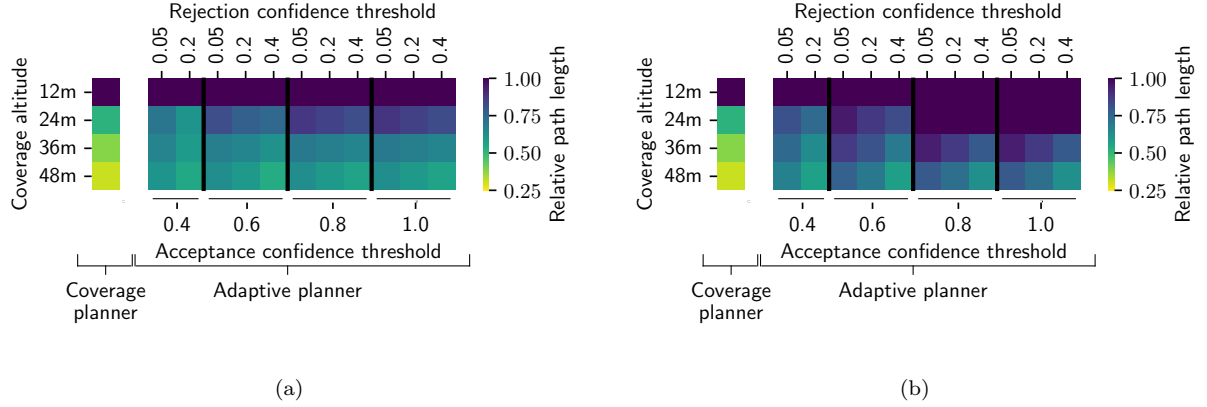 Rejection confidence threshold
0.05 0.2 0.05 0.2 0.4 0.05 0.2 0.4 0.05 0.2 0.4
Coverage altitude
12m
24m
36m
48m
Relative path length
1.00
0.75
0.50
0.25
0.4 0.6 0.8 1.0
Acceptance confidence threshold
Coverage
planner
Adaptive planner
(a)
Rejection confidence threshold
0.05 0.2 0.05 0.2 0.4 0.05 0.2 0.4 0.05 0.2 0.4
Coverage altitude
12m
24m
36m
48m
Relative path length
1.00
0.75
0.50
0.25
0.4 0.6 0.8 1.0
Acceptance confidence threshold
Coverage
planner
Adaptive planner
(b)